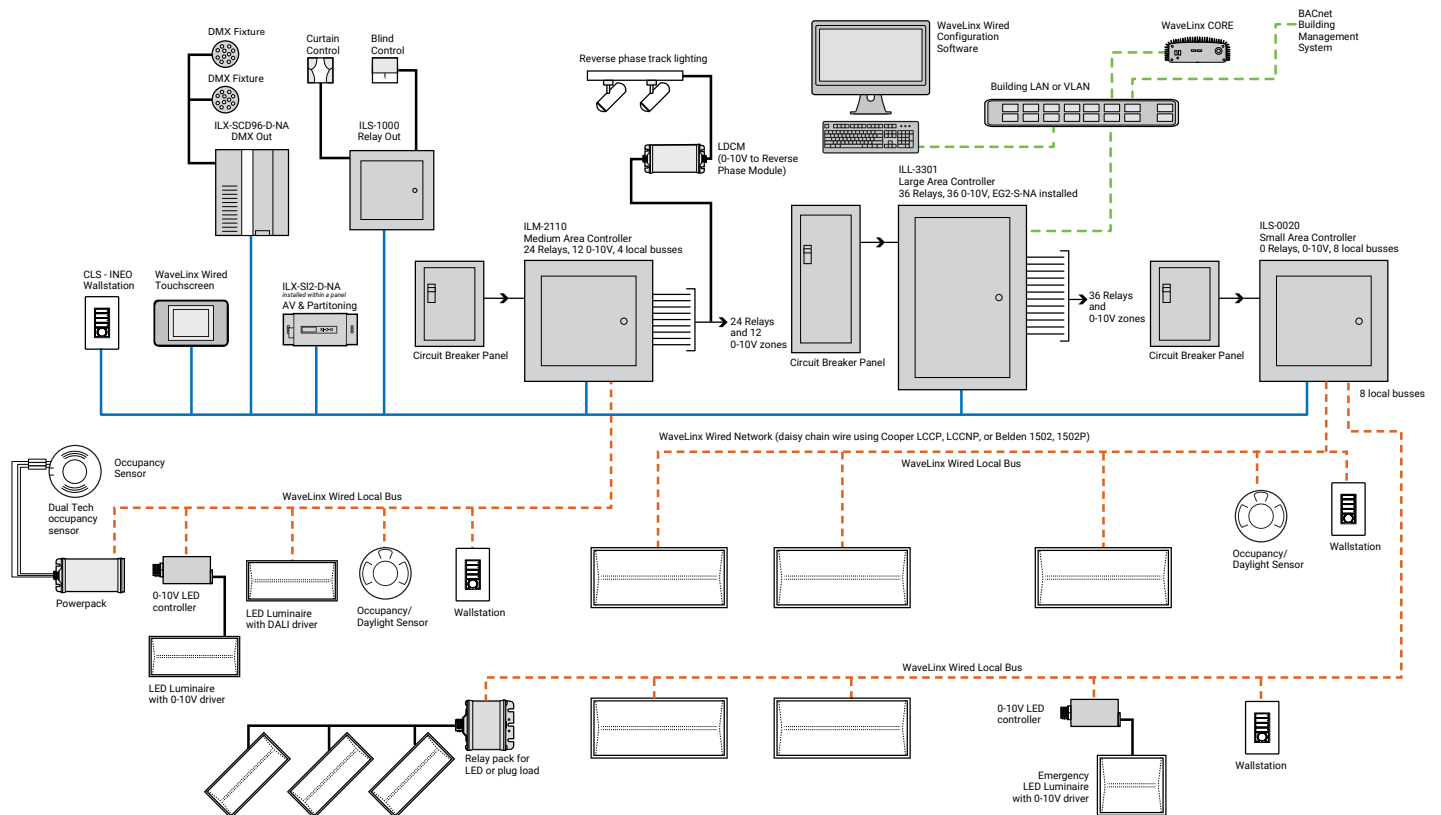 DMX Fixture
DMX Fixture
ILX-SCD96-D-NA
DMX Out
Curtain
Control
Blind
Control
ILS-1000
Relay Out
Reverse phase track lighting
LDCM
(0-10V to Reverse
Phase Module)
WaveLinx Wired
Configuration
Software
WaveLinx CORE
BACnet
Building
Management
System
Building LAN or VLAN
CLS - INEO
Wallstation
WaveLinx Wired
Touchscreen
ILX-SI2-D-NA
installed within a panel
AV & Partitoning
Circuit Breaker Panel
ILM-2110
Medium Area Controller
24 Relays, 12 0-10V, 4 local busses
24 Relays
and 12
0-10V zones
Circuit Breaker Panel
ILL-3301
Large Area Controller
36 Relays, 36 0-10V, EG2-S-NA installed
36 Relays
and
0-10V zones
Circuit Breaker Panel
ILS-0020
Small Area Controller
0 Relays, 0-10V, 8 local busses
8 local busses
WaveLinx Wired Network (daisy chain wire using Cooper LCCP, LCCNP, or Belden 1502, 1502P)
WaveLinx Wired Local Bus
Occupancy
Sensor
Dual Tech
occupancy
sensor
WaveLinx Wired Local Bus
Powerpack
0-10V LED
controller
LED Luminaire
with DALI driver
Occupancy/
Daylight Sensor
Wallstation
LED Luminaire
with 0-10V driver
Occupancy/
Daylight Sensor
Wallstation
WaveLinx Wired Local Bus
Relay pack for
LED or plug load
0-10V LED
controller
Emergency
LED Luminaire
with 0-10V driver
Wallstation